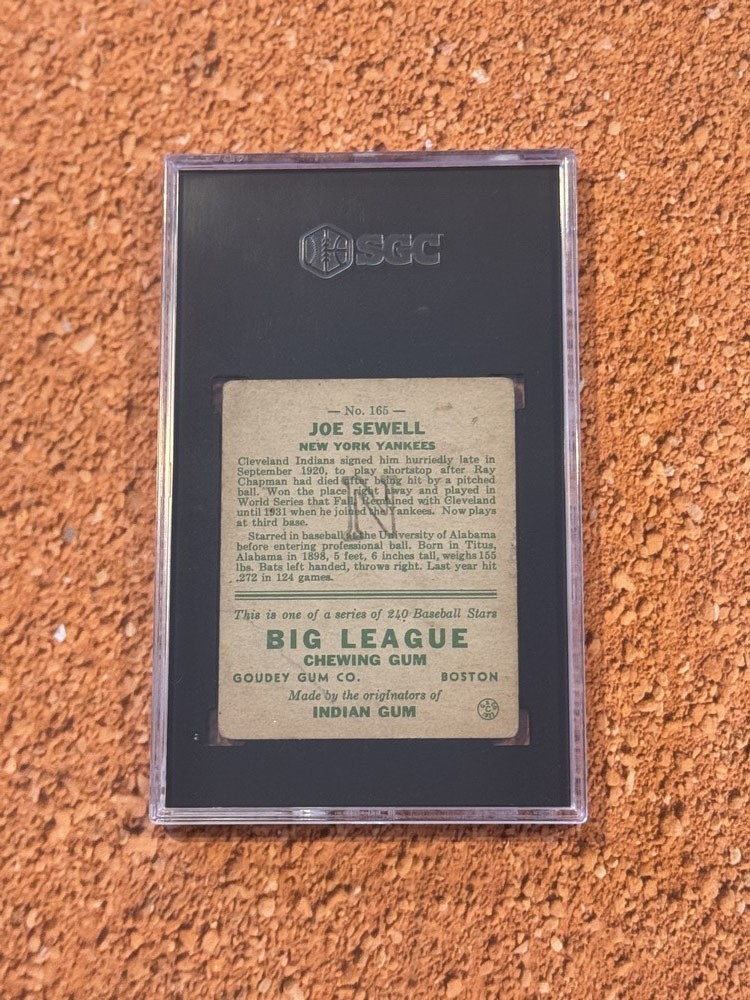 SGC
— No. 165 —
JOE SEWELL
NEW YORK YANKEES
Cleveland Indians signed him hurriedly late in
September 1920, to play shortstop after Ray
Chapman had died after being hit by a pitched
ball. Won the place right away and played in
World Series that Fall. Remained with Cleveland
until 1931 when he joined the Yankees. Now plays
at third base.
Starred in baseball at the University of Alabama
before entering professional ball. Born in Titus,
Alabama in 1898, 5 feet, 6 inches tall, weighs 155
lbs. Bats left handed, throws right. Last year hit
.272 in 124 games.
N
This is one of a series of 240 Baseball Stars
BIG LEAGUE
CHEWING GUM
GOUDEY GUM CO. BOSTON
Made by the originators of
INDIAN GUM